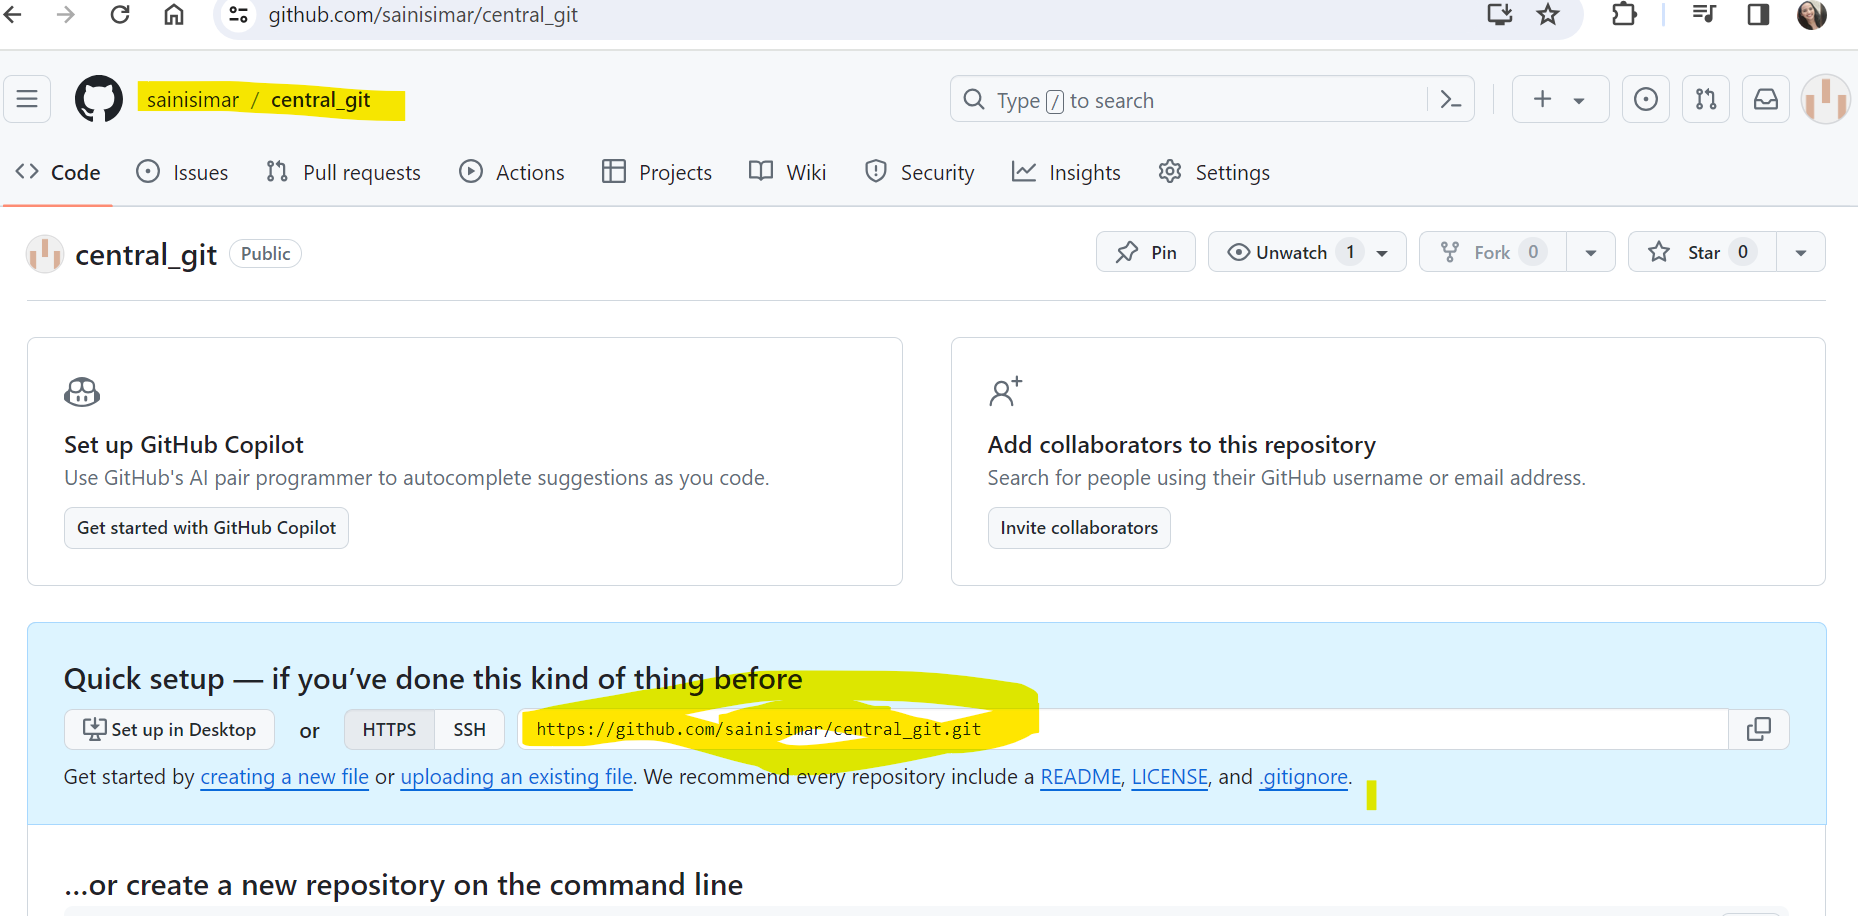 github.com/sainisimar/central_git
sainisimar / central_git
Type / to search
Code Issues Pull requests Actions Projects Wiki Security Insights Settings
central_git Public Pin Unwatch 1 Fork 0 Star 0
Set up GitHub Copilot
Use GitHub's AI pair programmer to autocomplete suggestions as you code.
Get started with GitHub Copilot
Add collaborators to this repository
Search for people using their GitHub username or email address.
Invite collaborators
Quick setup — if you’ve done this kind of thing before
Set up in Desktop or HTTPS SSH https://github.com/sainisimar/central_git.git
Get started by creating a new file or uploading an existing file. We recommend every repository include a README, LICENSE, and .gitignore.
...or create a new repository on the command line